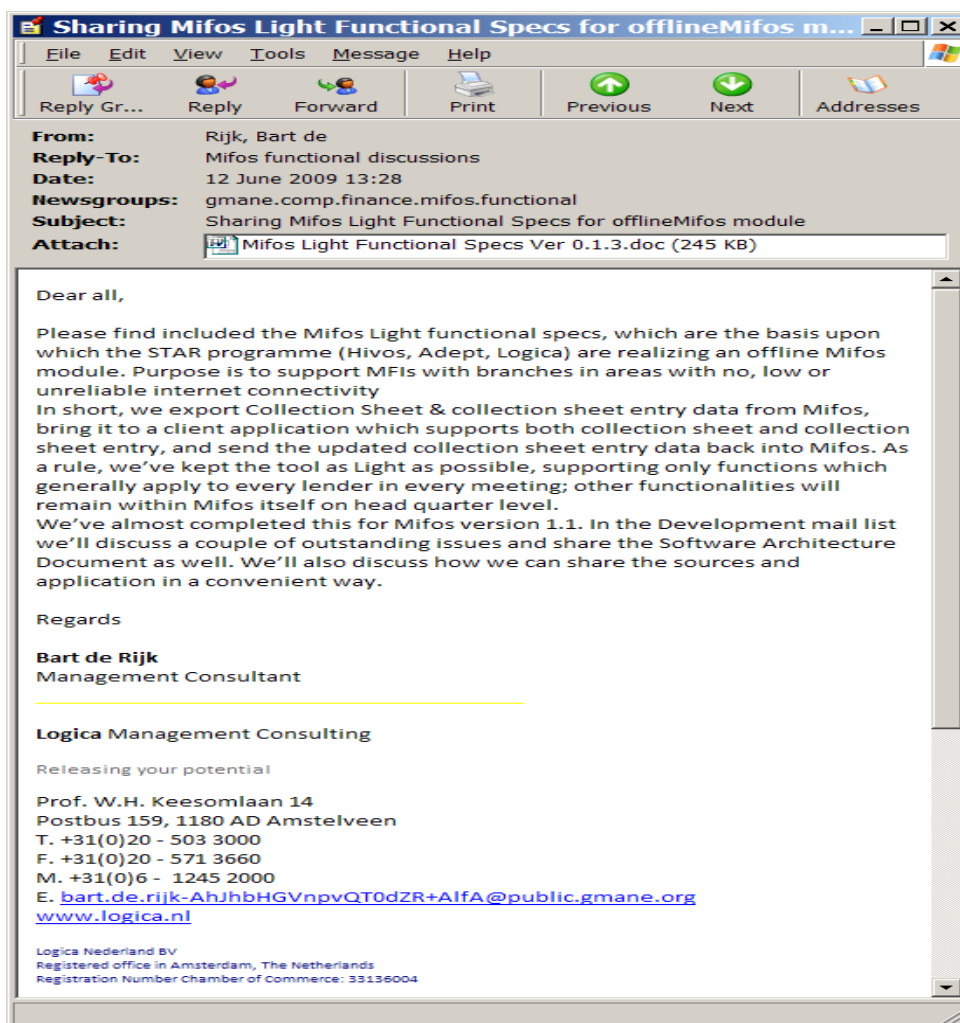 Sharing Mifos Light Functional Specs for offlineMifos m...
File Edit View Tools Message Help
Reply Gr... Reply Forward Print Previous Next Addresses
From: Rijk, Bart de
Reply-To: Mifos functional discussions
Date: 12 June 2009 13:28
Newsgroups: gmane.comp.finance.mifos.functional
Subject: Sharing Mifos Light Functional Specs for offlineMifos module
Attach: Mifos Light Functional Specs Ver 0.1.3.doc (245 KB)
Dear all,
Please find included the Mifos Light functional specs, which are the basis upon
which the STAR programme (Hivos, Adept, Logica) are realizing an offline Mifos
module. Purpose is to support MFIs with branches in areas with no, low or
unreliable internet connectivity
In short, we export Collection Sheet & collection sheet entry data from Mifos,
bring it to a client application which supports both collection sheet and collection
sheet entry, and send the updated collection sheet entry data back into Mifos. As
a rule, we've kept the tool as Light as possible, supporting only functions which
generally apply to every lender in every meeting; other functionalities will
remain within Mifos itself on head quarter level.
We've almost completed this for Mifos version 1.1. In the Development mail list
we'll discuss a couple of outstanding issues and share the Software Architecture
Document as well. We'll also discuss how we can share the sources and
application in a convenient way.
Regards
Bart de Rijk
Management Consultant
Logica Management Consulting
Releasing your potential
Prof. W.H. Keesomlaan 14
Postbus 159, 1180 AD Amstelveen
T. +31(0)20 - 503 3000
F. +31(0)20 - 571 3660
M. +31(0)6 - 1245 2000
E. bart.de.rijk-AhJhbHGVnpvQT0dZR+AlfA@public.gmane.org
www.logica.nl
Logica Nederland BV
Registered office in Amsterdam, The Netherlands
Registration Number Chamber of Commerce: 33136004